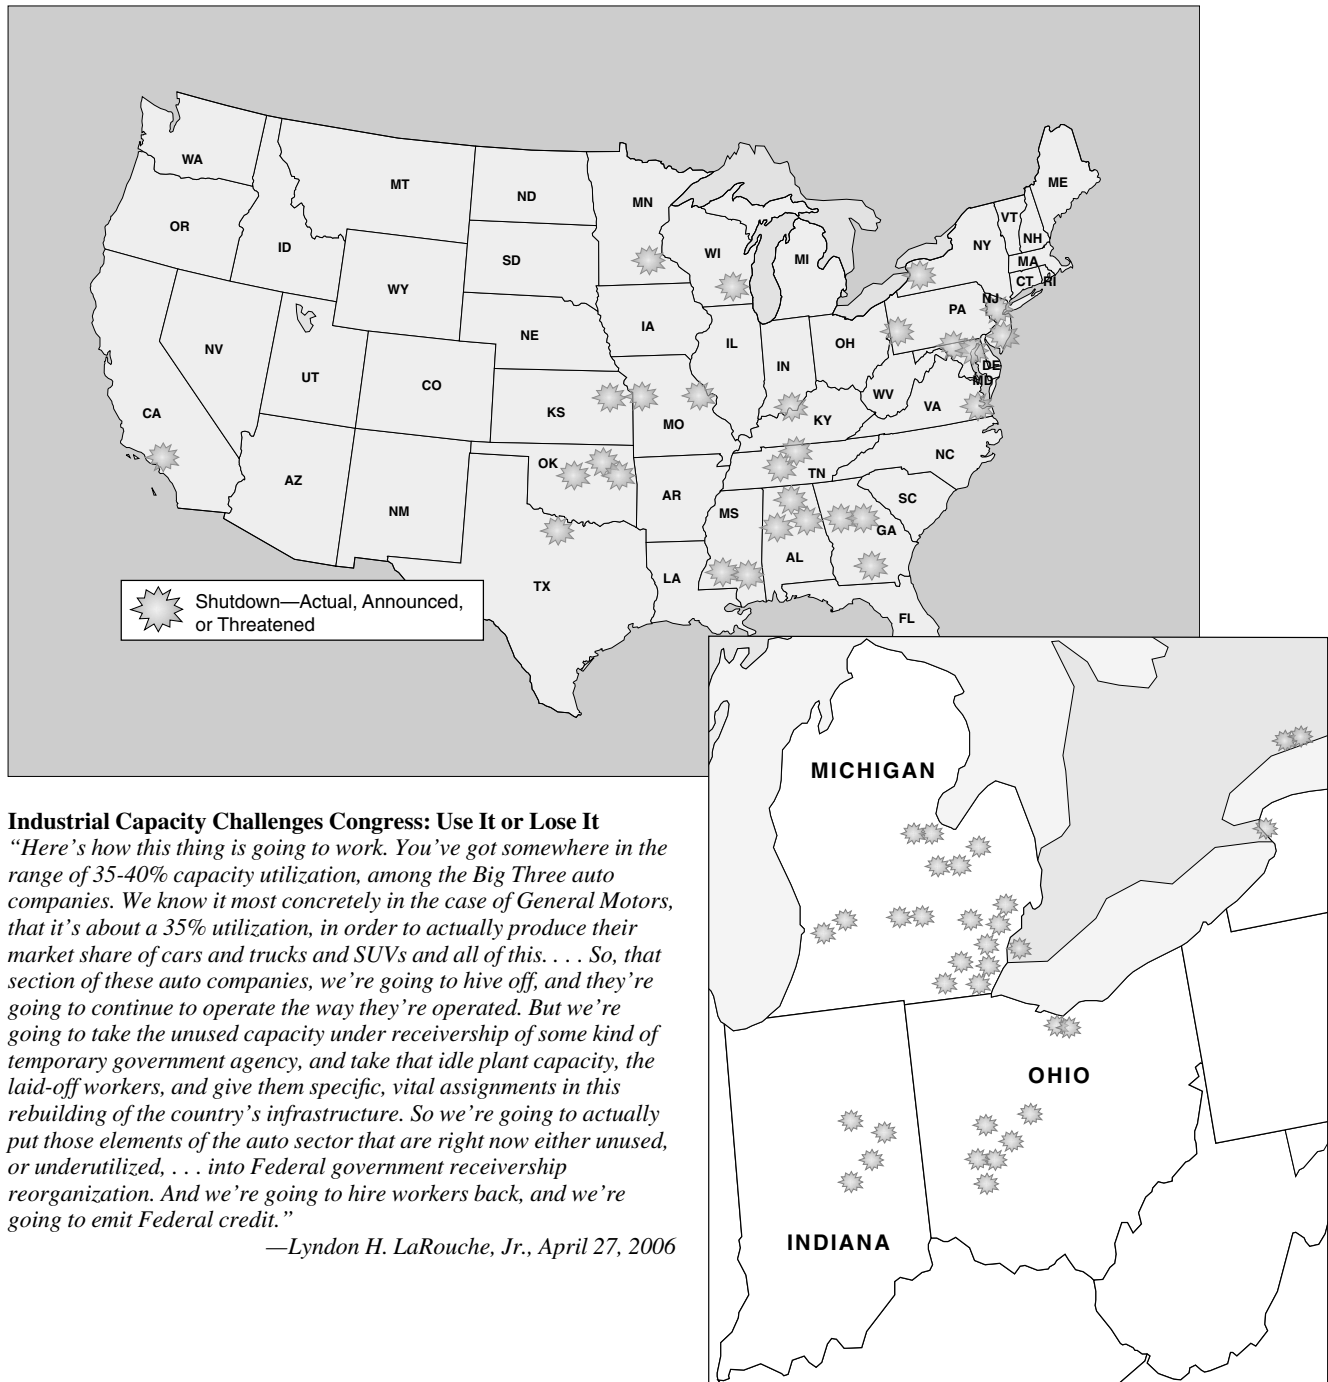 WA
OR
ID
MT
ND
MN
WI
MI
SD
WY
NV
UT
CO
NE
IA
IL
IN
OH
PA
NY
VT
NH
ME
MA
CT
RI
NJ
DE
MD
WV
VA
KY
KS
MO
CA
AZ
NM
OK
AR
TN
NC
SC
MS
AL
GA
LA
TX
FL
Shutdown—Actual, Announced,
or Threatened
MICHIGAN
OHIO
INDIANA
Industrial Capacity Challenges Congress: Use It or Lose It
“Here’s how this thing is going to work. You’ve got somewhere in the
range of 35-40% capacity utilization, among the Big Three auto
companies. We know it most concretely in the case of General Motors,
that it’s about a 35% utilization, in order to actually produce their
market share of cars and trucks and SUVs and all of this. . . . So, that
section of these auto companies, we’re going to hive off, and they’re
going to continue to operate the way they’re operated. But we’re
going to take the unused capacity under receivership of some kind of
temporary government agency, and take that idle plant capacity, the
laid-off workers, and give them specific, vital assignments in this
rebuilding of the country’s infrastructure. So we’re going to actually
put those elements of the auto sector that are right now either unused,
or underutilized, . . . into Federal government receivership
reorganization. And we’re going to hire workers back, and we’re
going to emit Federal credit.”
—Lyndon H. LaRouche, Jr., April 27, 2006